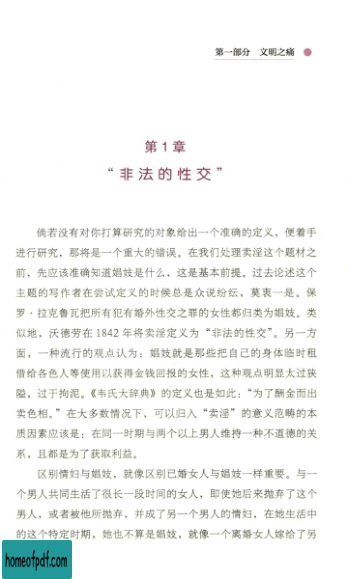 第一部分 文明之痛
第1章
“非法的性交”
倘若没有对你打算研究的对象给出一个准确的定义，便着手
进行研究，那将是一个重大的错误。在我们处理卖淫这个题材之
前，先应该准确知道娼妓是什么，这是基本前提。过去论述这个
主题的写作者在尝试定义的时候总是众说纷纭，莫衷一是。保
罗·拉克鲁瓦把所有犯有婚外性交之罪的女性都归类为娼妓。类
似地，沃德劳在 1842 年将卖淫定义为“非法的性交”。另一方
面，一种流行的观点认为：娼妓就是那些把自己的身体临时租
借给各色人等使用以获得金钱回报的女性，这种观点明显太过狭
隘，过于拘泥。《韦氏大辞典》的定义也是如此：“为了酬金而出
卖色相。”在大多数情况下，可以归入“卖淫”的意义范畴的本
质因素应该是：在同一时期与两个以上男人维持一种不道德的关
系，且都是为了获取利益。
区别情妇与娼妓，就像区别已婚女人与娼妓一样重要。与一
个男人共同生活了很长一段时间的女人，即使她后来抛弃了这个
男人、或者被他所抛弃，并成了另一个男人的情妇，在她生活中
的这个特定时期，她也不算是娼妓，就像一个离婚女人嫁给了另
homeofpdf.com